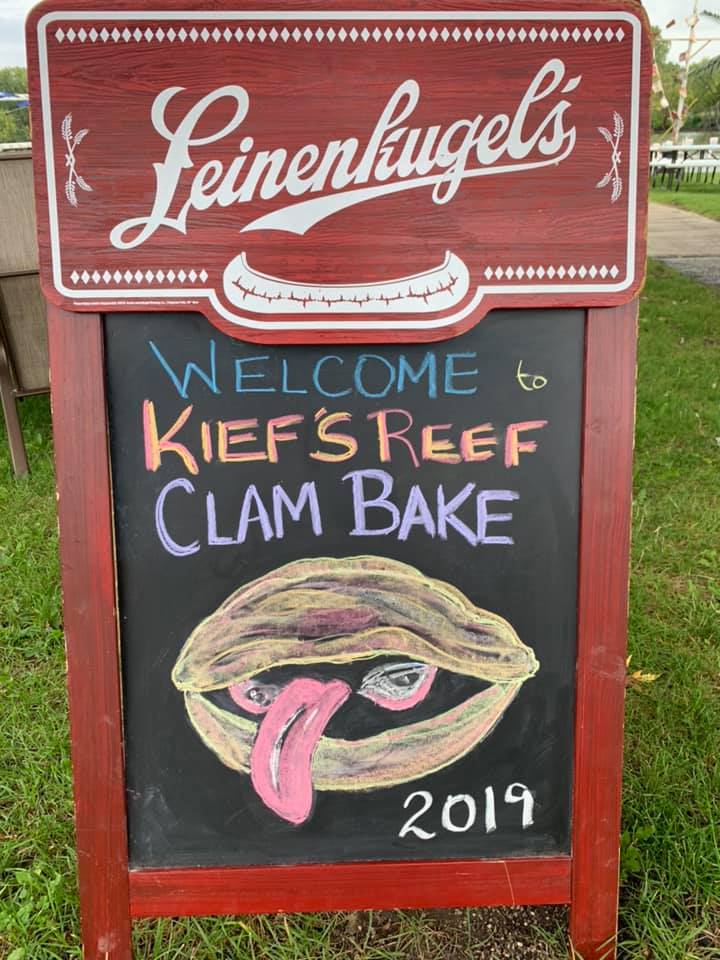 Leinenkugel's
WELCOME to
KIEF'S REEF
CLAM BAKE
2019